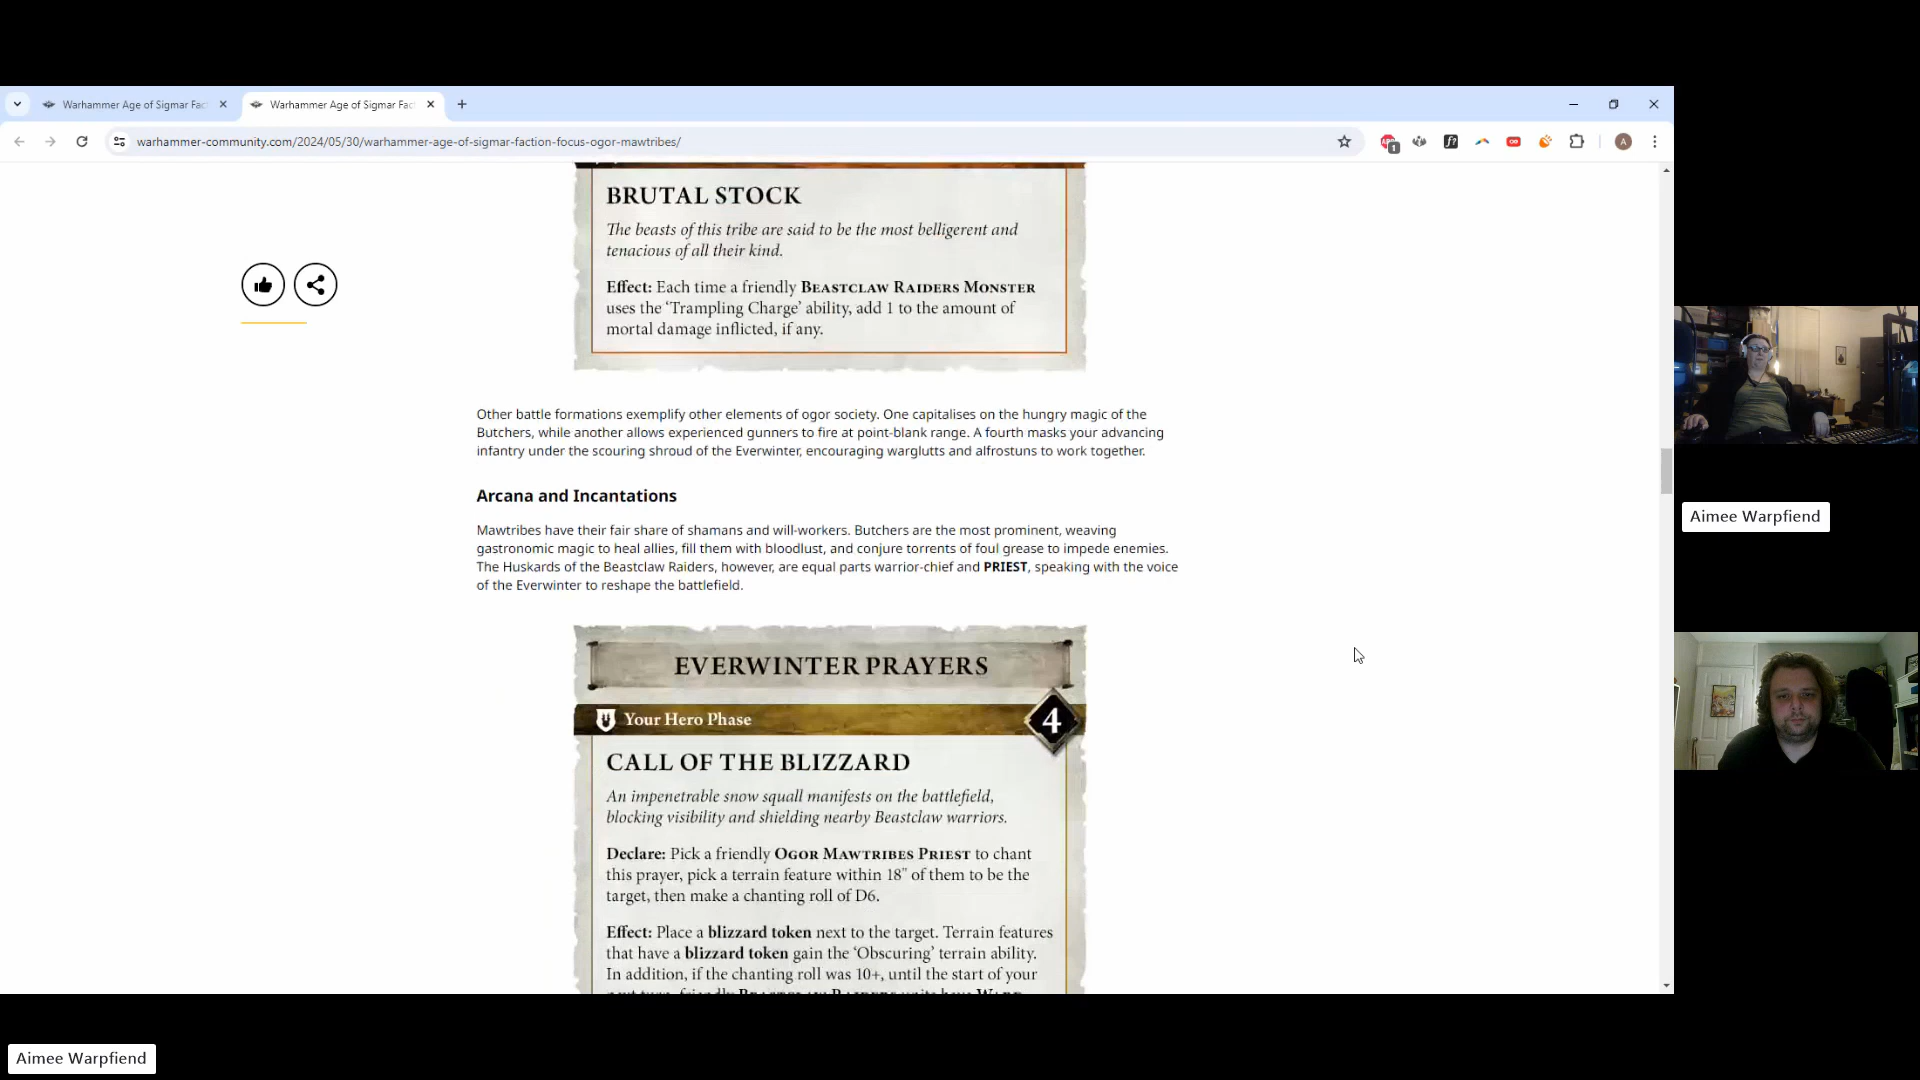 Warhammer Age of Sigmar Fac
Warhammer Age of Sigmar Fac
warhammer-community.com/2024/05/30/warhammer-age-of-sigmar-faction-focus-ogor-mawtribes/
1
f?
A
BRUTAL STOCK
The beasts of this tribe are said to be the most belligerent and
tenacious of all their kind.
Effect: Each time a friendly BEASTCLAW RAIDERS MONSTER
uses the ‘Trampling Charge’ ability, add 1 to the amount of
mortal damage inflicted, if any.
Other battle formations exemplify other elements of ogor society. One capitalises on the hungry magic of the
Butchers, while another allows experienced gunners to fire at point-blank range. A fourth masks your advancing
infantry under the scouring shroud of the Everwinter, encouraging warglutts and alfrostuns to work together.
Arcana and Incantations
Mawtribes have their fair share of shamans and will-workers. Butchers are the most prominent, weaving
gastronomic magic to heal allies, fill them with bloodlust, and conjure torrents of foul grease to impede enemies.
The Huskards of the Beastclaw Raiders, however, are equal parts warrior-chief and PRIEST, speaking with the voice
of the Everwinter to reshape the battlefield.
EVERWINTER PRAYERS
Your Hero Phase
4
CALL OF THE BLIZZARD
An impenetrable snow squall manifests on the battlefield,
blocking visibility and shielding nearby Beastclaw warriors.
Declare: Pick a friendly OGOR MAWTRIBES PRIEST to chant
this prayer, pick a terrain feature within 18" of them to be the
target, then make a chanting roll of D6.
Effect: Place a blizzard token next to the target. Terrain features
that have a blizzard token gain the ‘Obscuring’ terrain ability.
In addition, if the chanting roll was 10+, until the start of your
Aimee Warpfiend
Aimee Warpfiend